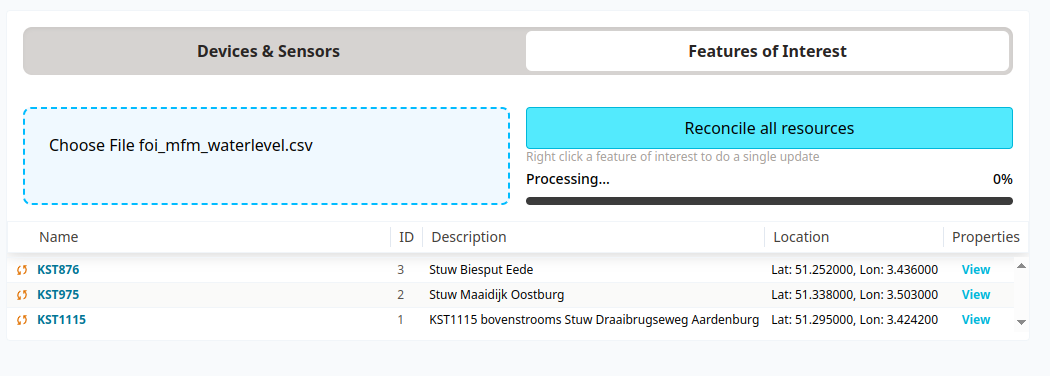 Devices & Sensors
Features of Interest
Choose File foi_mfm_waterlevel.csv
Reconcile all resources
Right click a feature of interest to do a single update
Processing... 0%
Name ID Description Location Properties
KST876 3 Stuw Biesput Eede Lat: 51.252000, Lon: 3.436000 View
KST975 2 Stuw Maaidijk Oostburg Lat: 51.338000, Lon: 3.503000 View
KST1115 1 KST1115 bovenstrooms Stuw Draaibrugseweg Aardenburg Lat: 51.295000, Lon: 3.424200 View